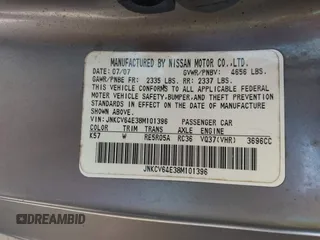 MANUFACTURED BY NISSAN MOTOR CO.,LTD.
DATE: 07/07 GVWR/PNBV: 4656 LBS.
GAWR/PNBE FR: 2335 LBS. RR: 2337 LBS.
THIS VEHICLE CONFORMS TO ALL APPLICABLE FEDERAL
MOTOR VEHICLE SAFETY,BUMPER,AND THEFT PREVENTION
STANDARDS IN EFFECT ON THE DATE OF MANUFACTURE
SHOWN ABOVE.
VIN: JNKCV64E38M101396 PASSENGER CAR
COLOR TRIM TRANS AXLE ENGINE
K57 W RE5R05A RC36 VQ37(VHR) 3696CC
JNKCV64E38M101396
DREAMBID